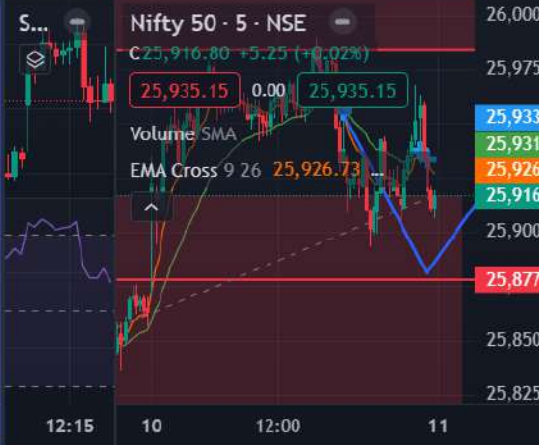 S...
Nifty 50 · 5 · NSE
C25,916.80 +5.25 (+0.02%)
25,935.15 0.00 25,935.15
Volume SMA
EMA Cross 9 26 25,926.73 ...
26,000
25,975
25,933
25,931
25,926
25,916
25,900
25,877
25,850
25,825
12:15 10 12:00 11